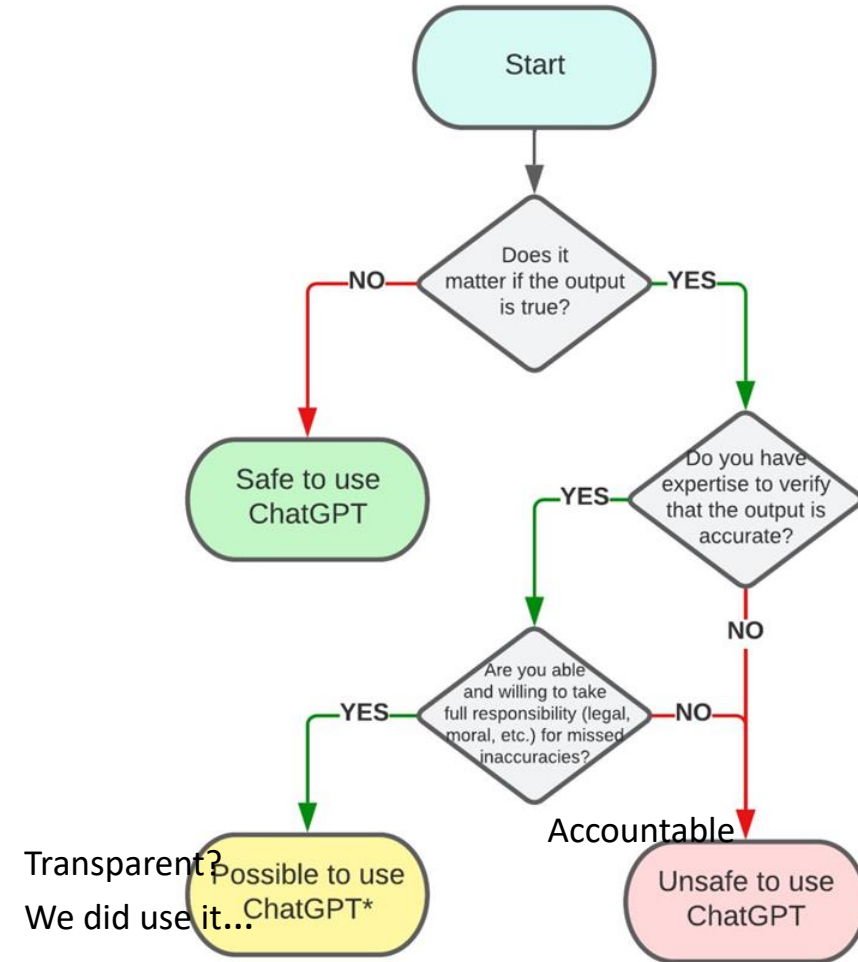 Start
Does it
matter if the output
is true?
NO
YES
Safe to use
ChatGPT
Do you have
expertise to verify
that the output is
accurate?
YES
NO
Are you able
and willing to take
full responsibility (legal,
moral, etc.) for missed
inaccuracies?
YES
NO
Accountable
Transparent?
We did use it...
Possible to use
ChatGPT*
Unsafe to use
ChatGPT